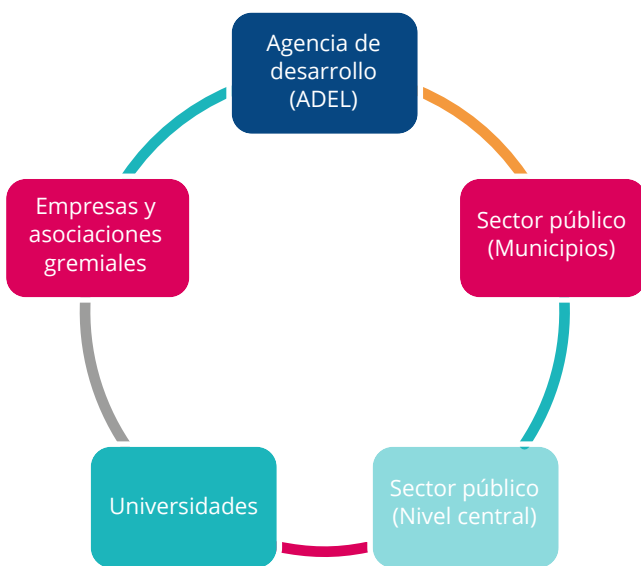 Agencia de
desarrollo
(ADEL)
Empresas y
asociaciones
gremiales
Sector público
(Municipios)
Universidades
Sector público
(Nivel central)